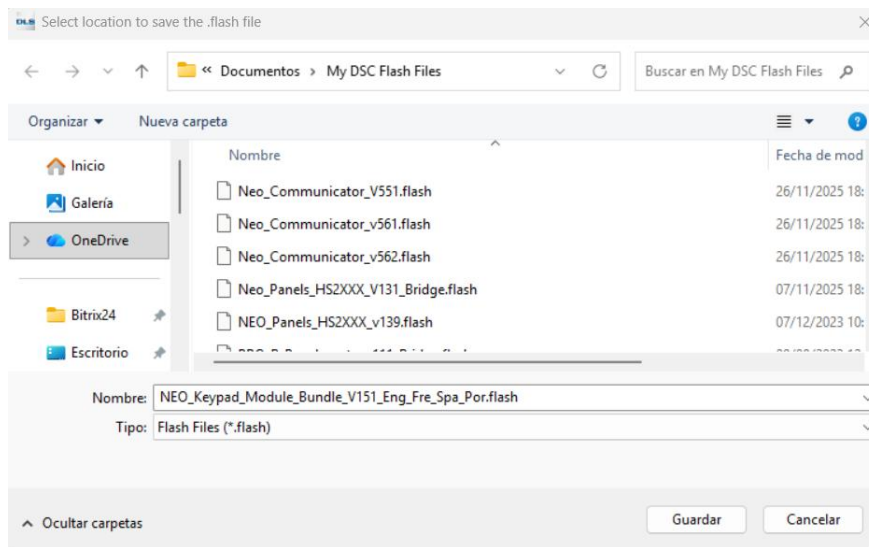 DLS Select location to save the .flash file
« Documentos › My DSC Flash Files
Buscar en My DSC Flash Files
Organizar
Nueva carpeta
?
Inicio
Galería
OneDrive
Bitrix24
Escritorio
Nombre
Fecha de mod
Neo_Communicator_V551.flash
26/11/2025 18:
Neo_Communicator_v561.flash
26/11/2025 18:
Neo_Communicator_v562.flash
26/11/2025 18:
Neo_Panels_HS2XXX_V131_Bridge.flash
07/11/2025 18:
NEO_Panels_HS2XXX_v139.flash
07/12/2023 10:
Nombre: NEO_Keypad_Module_Bundle_V151_Eng_Fre_Spa_Por.flash
Tipo: Flash Files (*.flash)
Ocultar carpetas
Guardar
Cancelar